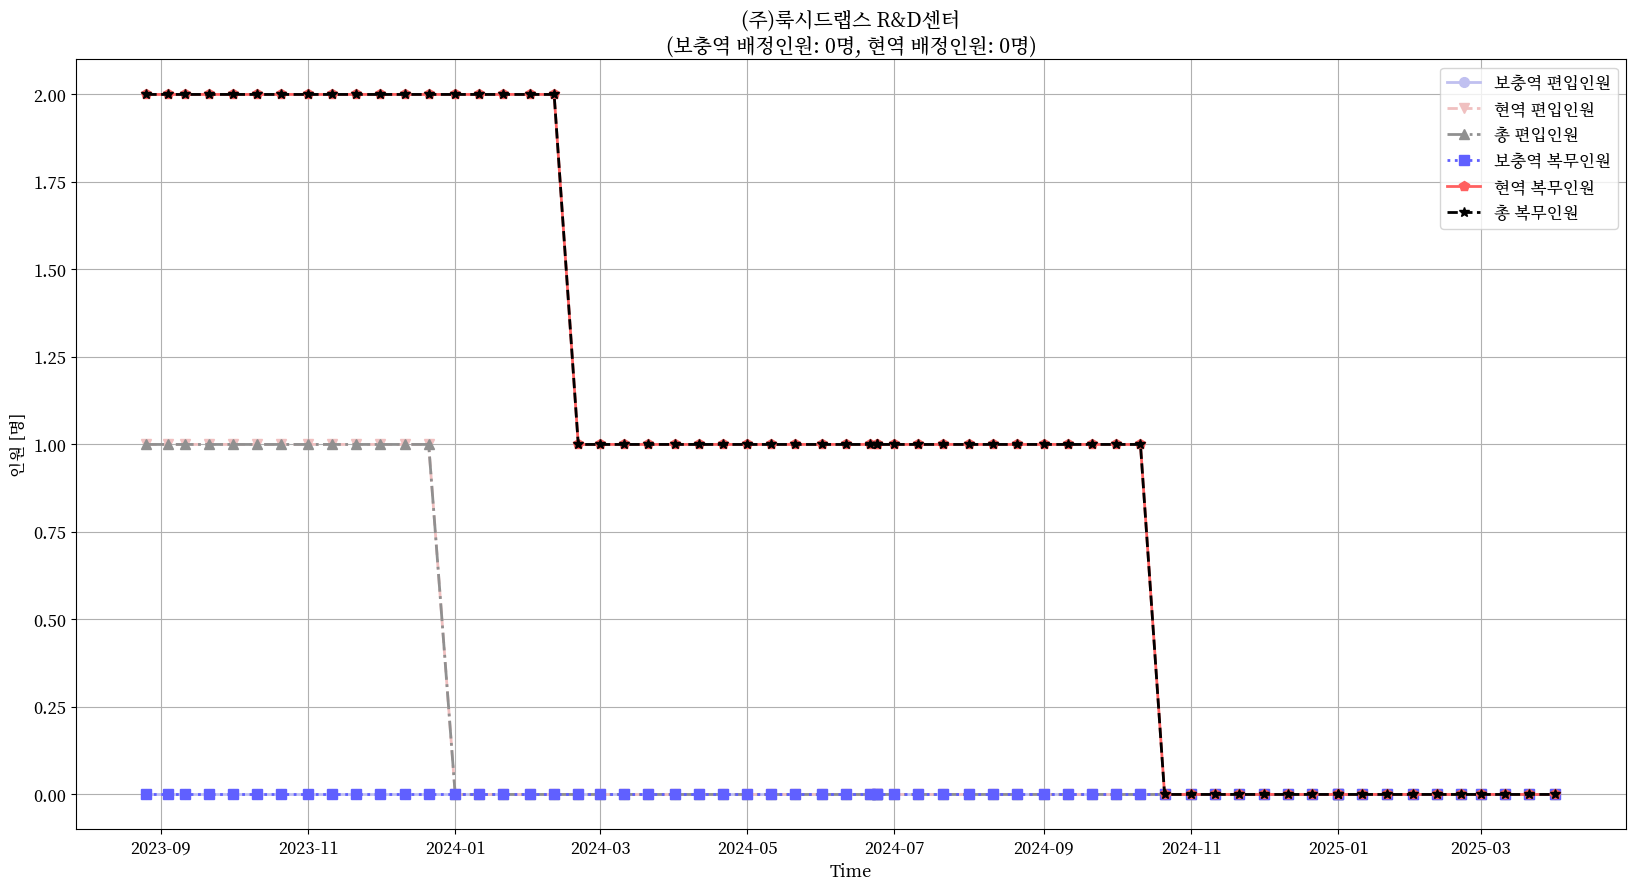 (주)룩시드랩스 R&D센터
(보충역 배정인원: 0명, 현역 배정인원: 0명)
보충역 편입인원
현역 편입인원
총 편입인원
보충역 복무인원
현역 복무인원
총 복무인원
인원 [명]
2.00
1.75
1.50
1.25
1.00
0.75
0.50
0.25
0.00
2023-09 2023-11 2024-01 2024-03 2024-05 2024-07 2024-09 2024-11 2025-01 2025-03
Time